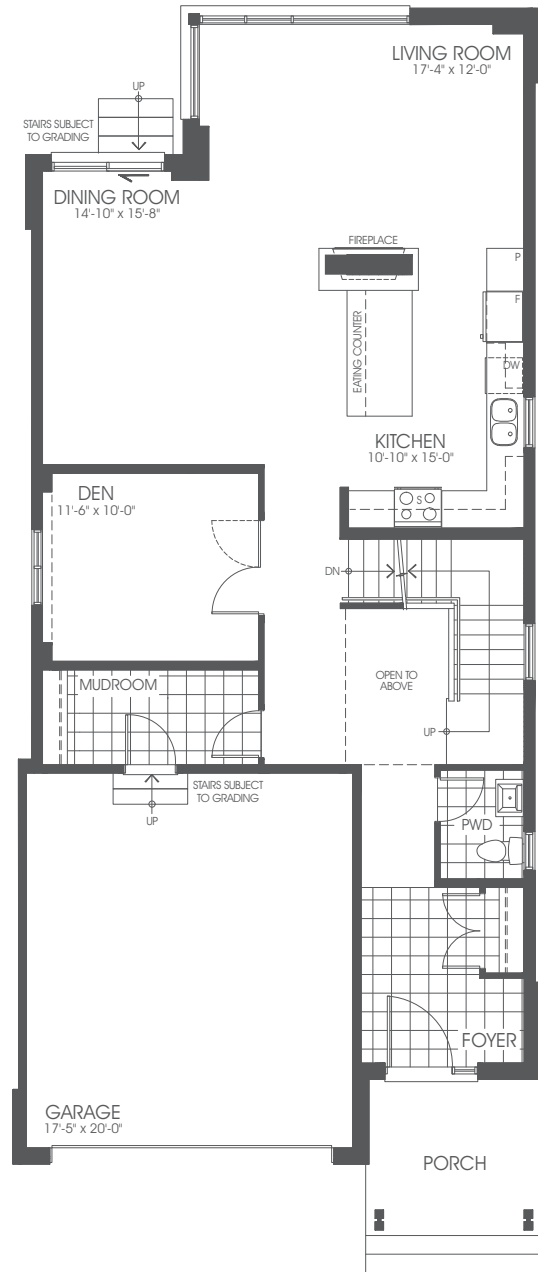 LIVING ROOM
17'-4" x 12'-0"
UP
STAIRS SUBJECT
TO GRADING
DINING ROOM
14'-10" x 15'-8"
FIREPLACE
P
F
EATING COUNTER
DW
KITCHEN
10'-10" x 15'-0"
S
DEN
11'-6" x 10'-0"
DN
MUDROOM
OPEN TO
ABOVE
UP
STAIRS SUBJECT
TO GRADING
UP
PWD
FOYER
GARAGE
17'-5" x 20'-0"
PORCH